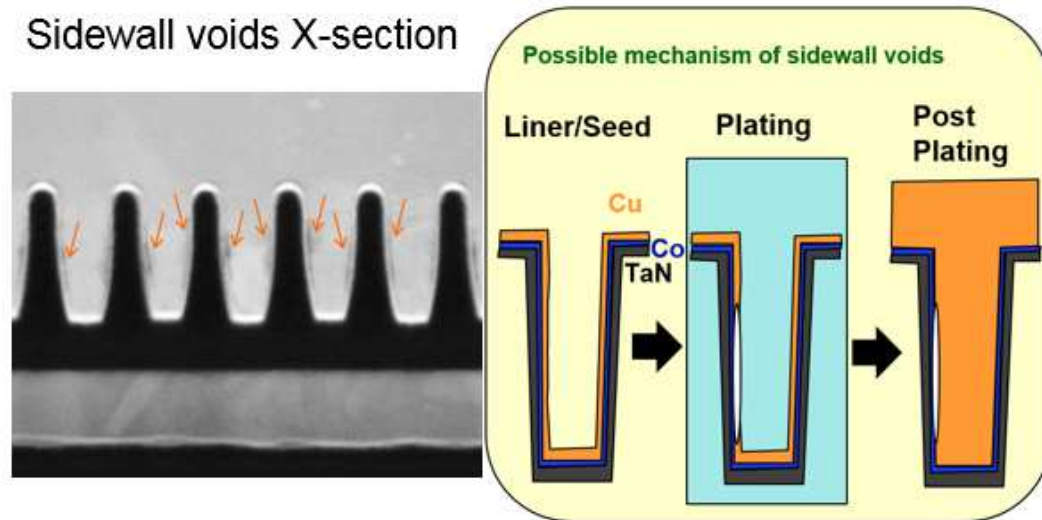 Sidewall voids X-section
Possible mechanism of sidewall voids
Liner/Seed
Plating
Post
Plating
Cu
Co
TaN